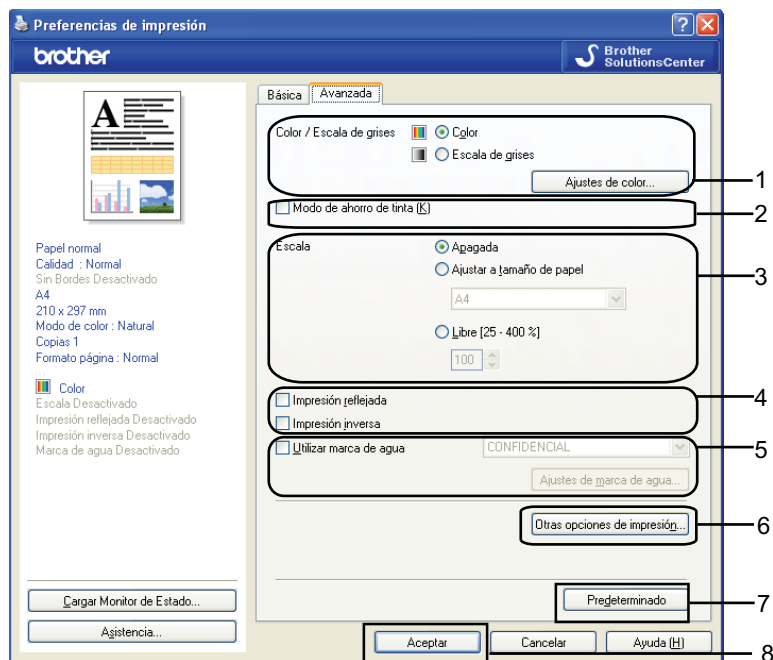 Preferencias de impresión
brother
Brother
SolutionsCenter
Básica
Avanzada
A
Papel normal
Calidad : Normal
Sin Bordes Desactivado
A4
210 x 297 mm
Modo de color : Natural
Copias 1
Formato página : Normal
Color
Escala Desactivado
Impresión reflejada Desactivado
Impresión inversa Desactivado
Marca de agua Desactivado
Cargar Monitor de Estado...
Asistencia...
Color / Escala de grises
Color
Escala de grises
Ajustes de color...
1
Modo de ahorro de tinta (K)
2
Escala
Apagada
Ajustar a tamaño de papel
A4
Libre [25 - 400 %]
100
3
Impresión reflejada
Impresión inversa
4
Utilizar marca de agua
CONFIDENCIAL
Ajustes de marca de agua...
5
Otras opciones de impresión...
6
Predeterminado
7
Aceptar
Cancelar
Ayuda (H)
8